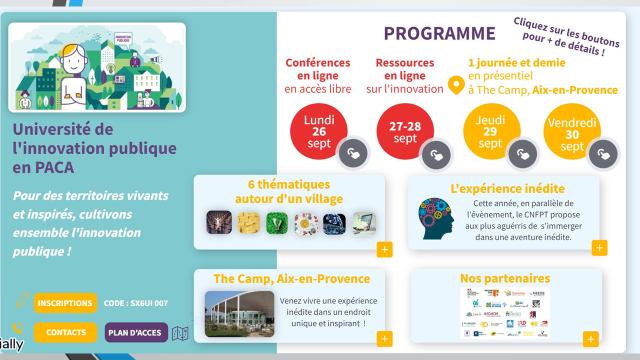 PROGRAMME
Cliquez sur les boutons
pour + de détails !
Conférences
en ligne
en accès libre
Ressources
en ligne
sur l'innovation
1 journée et demie
en présentiel
à The Camp, Aix-en-Provence
Lundi
26
sept
27-28
sept
Jeudi
29
sept
Vendredi
30
sept
Université de
l'innovation publique
en PACA
Pour des territoires vivants
et inspirés, cultivons
ensemble l'innovation
publique !
6 thématiques
autour d'un village
+
L'expérience inédite
Cette année, en parallèle de
l'évènement, le CNFPT propose
aux plus aguérris de s'immerger
dans une aventure inédite.
+
The Camp, Aix-en-Provence
Venez vivre une expérience
inédite dans un endroit
unique et inspirant !
+
Nos partenaires
+
INSCRIPTIONS
CODE : SX6UI 007
CONTACTS
PLAN D'ACCES
ially